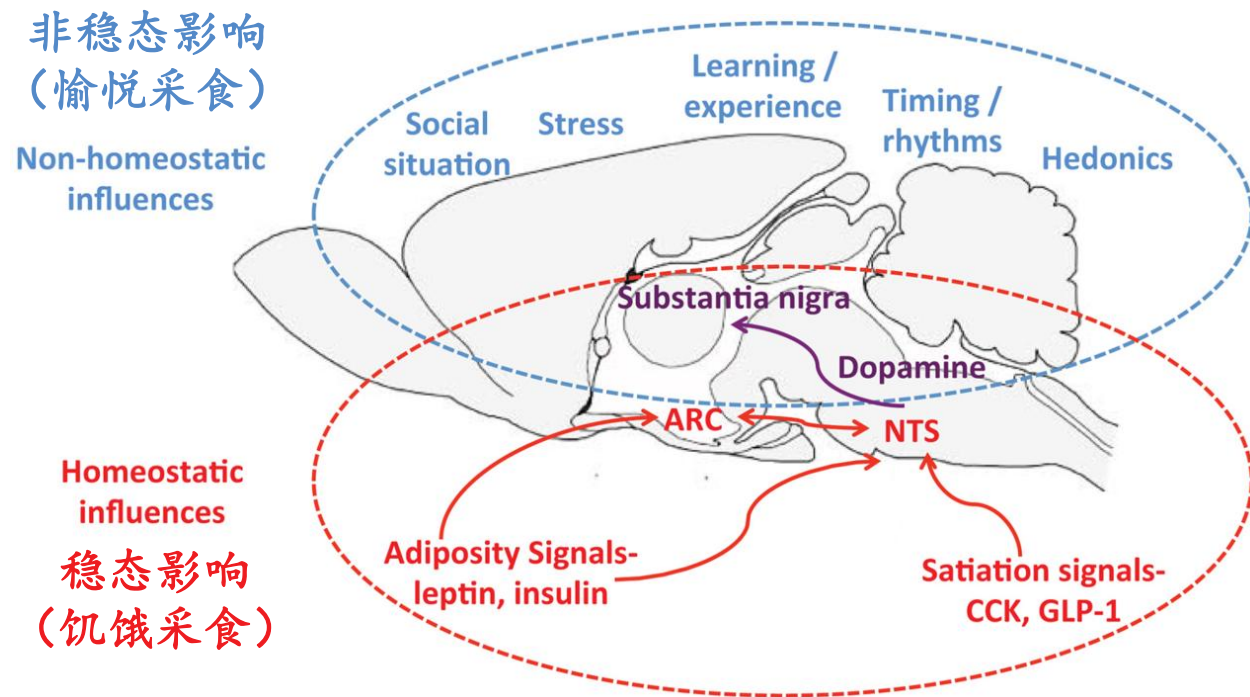 非稳态影响
（愉悦采食）
Non-homeostatic
influences
Social
situation
Stress
Learning /
experience
Timing /
rhythms
Hedonics
Substantia nigra
Dopamine
ARC
NTS
Homeostatic
influences
稳态影响
（饥饿采食）
Adiposity Signals-
leptin, insulin
Satiation signals-
CCK, GLP-1